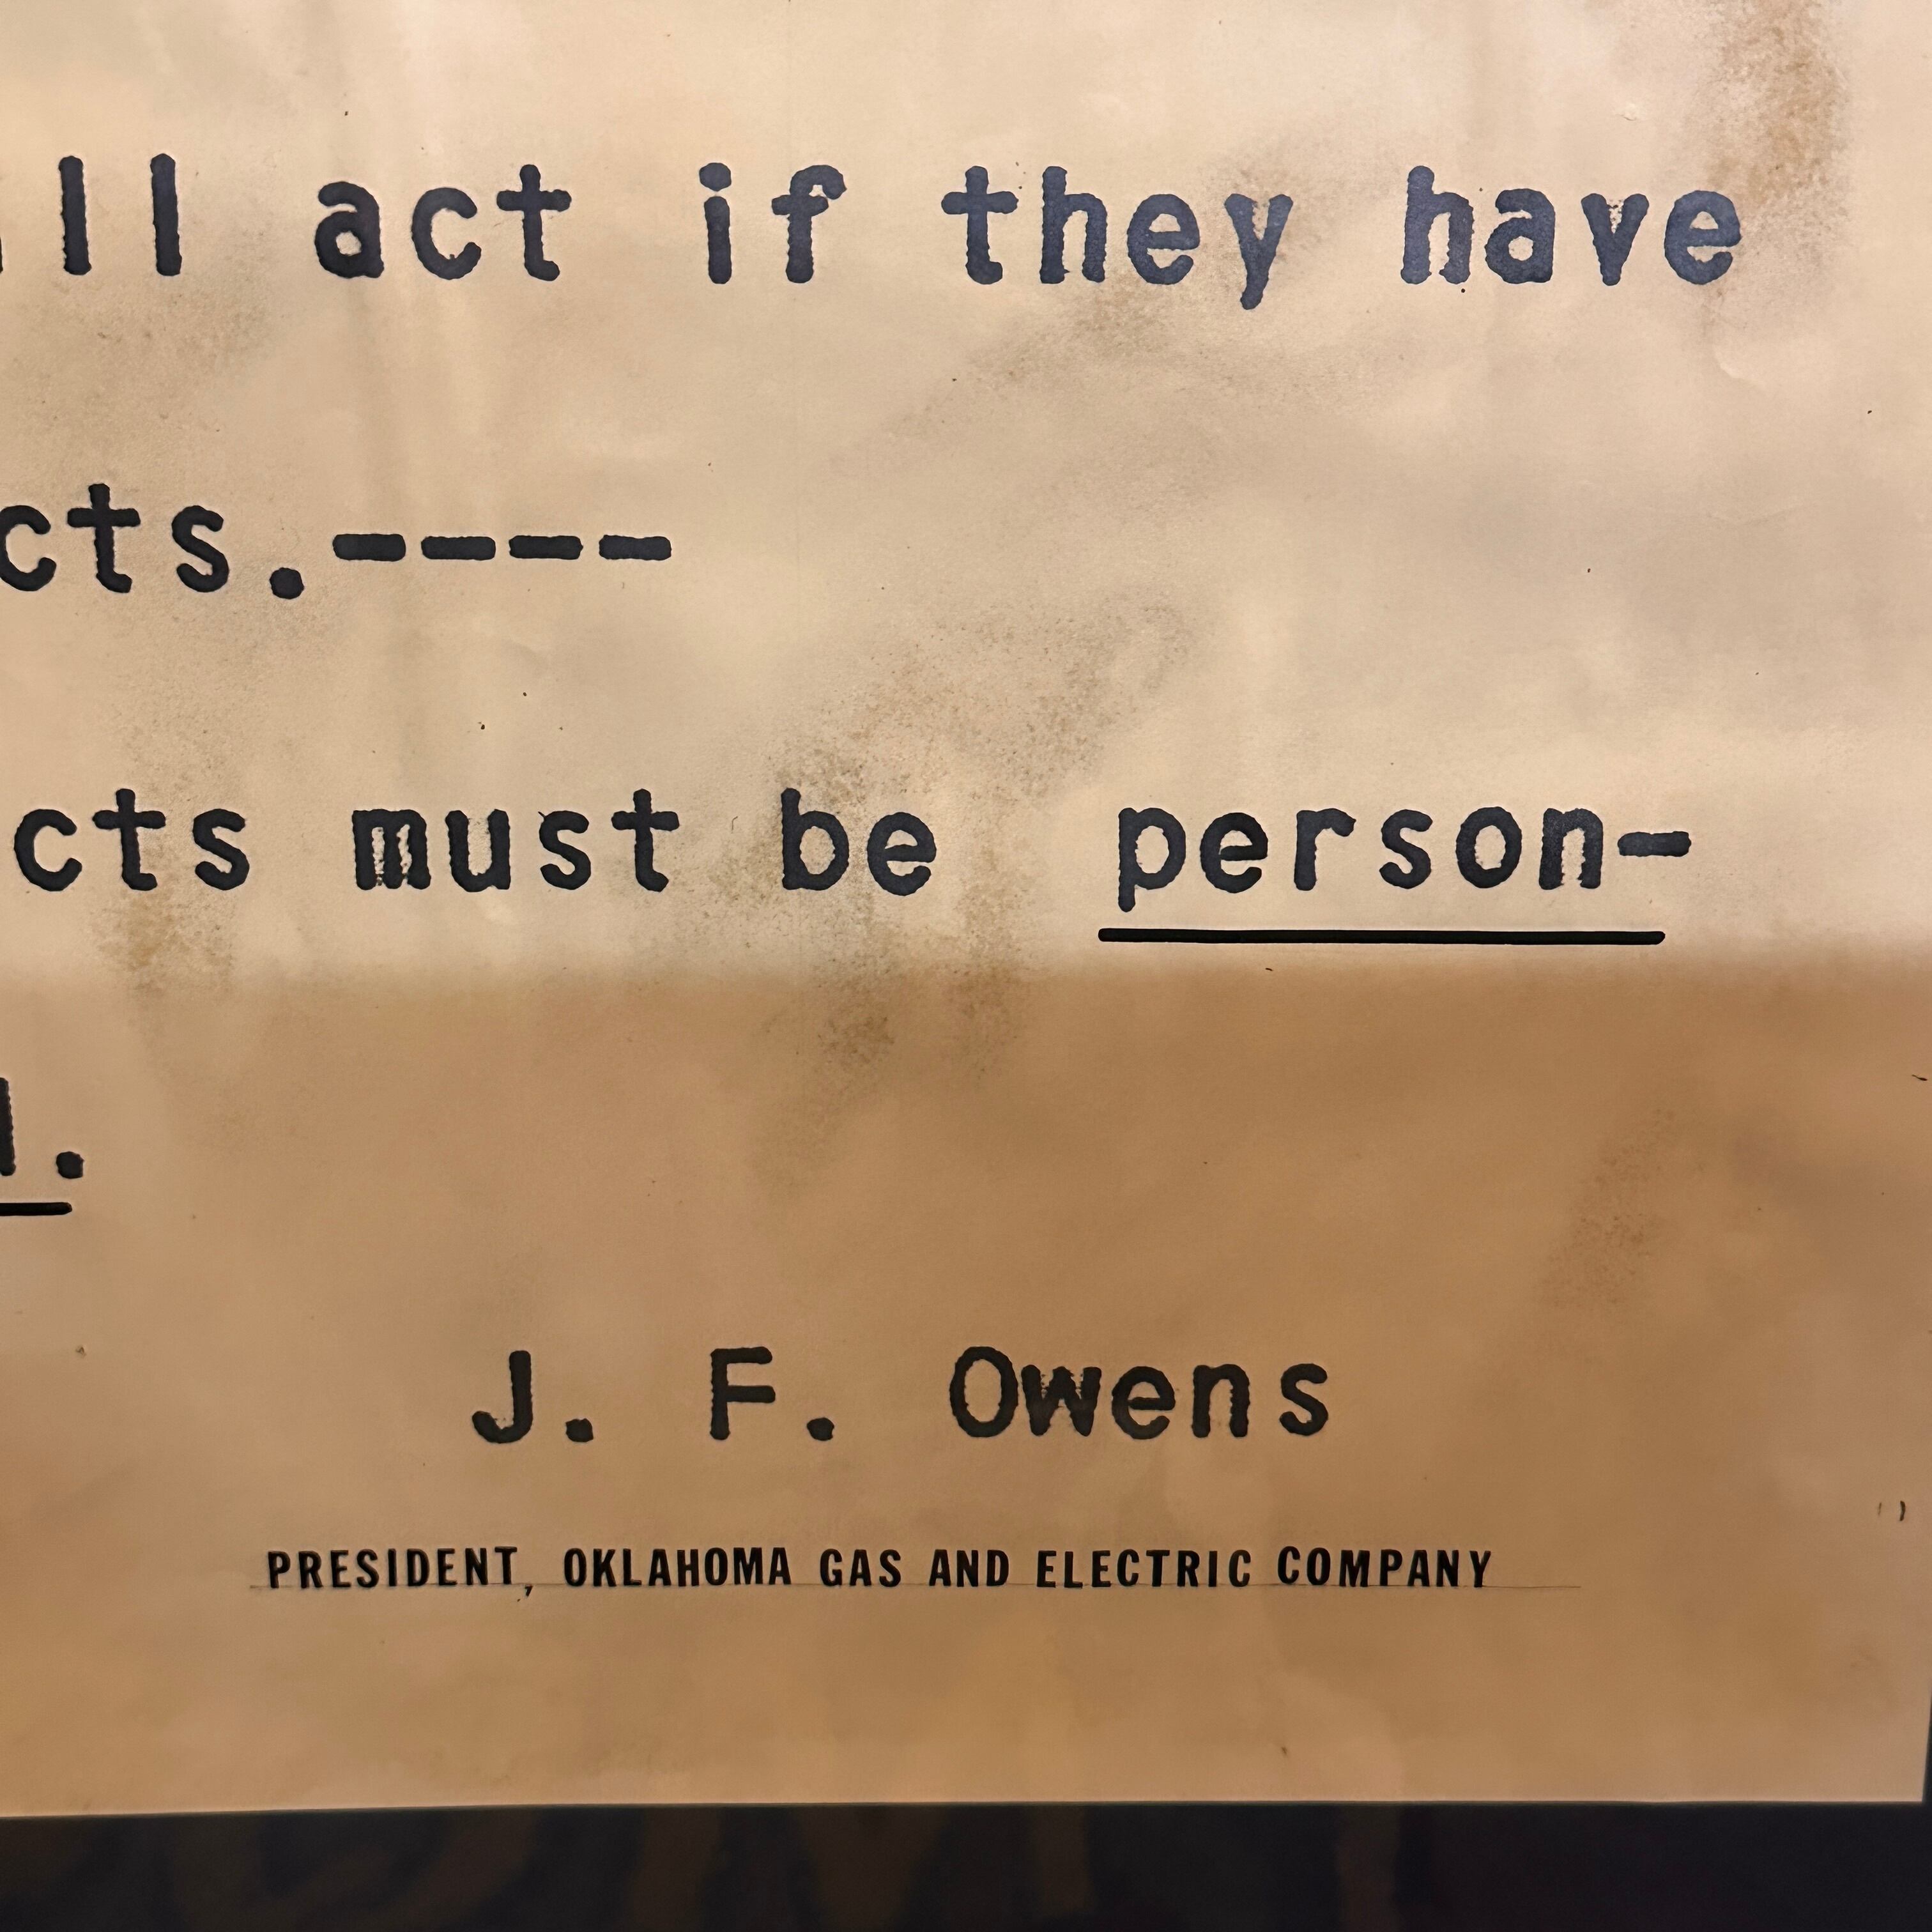 ll act if they have
cts.----
cts must be person-
l.
J. F. Owens
PRESIDENT, OKLAHOMA GAS AND ELECTRIC COMPANY